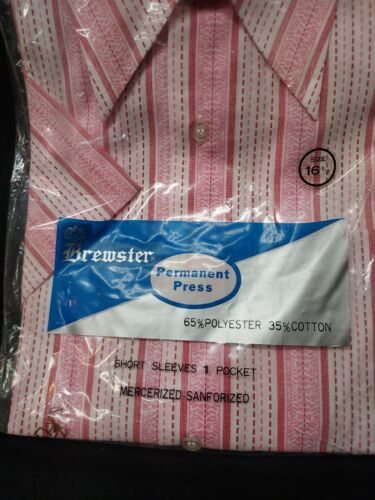 SIZE
16½
Brewster
Permanent
Press
65% POLYESTER 35% COTTON
SHORT SLEEVES 1 POCKET
MERCERIZED-SANFORIZED